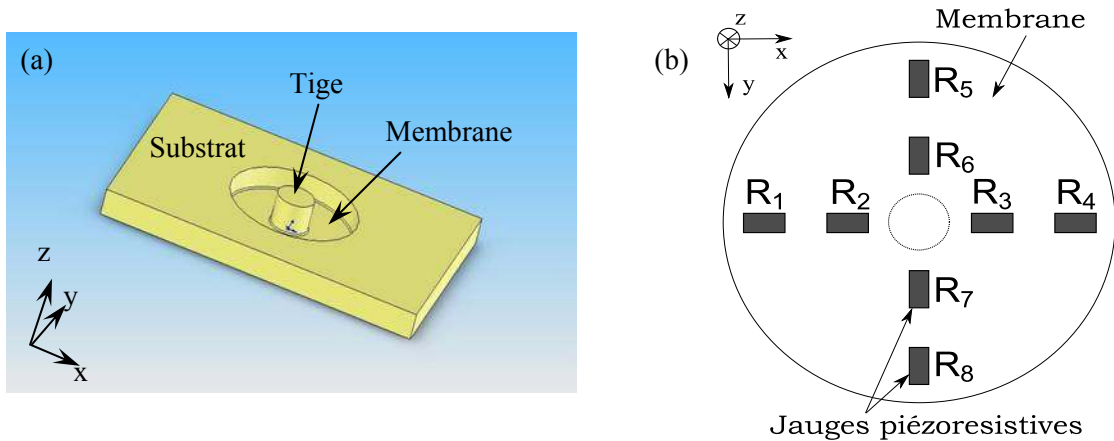 (a)
Tige
Membrane
Substrat
z
y
x
(b)
z
x
y
Membrane
R5
R6
R1
R2
R3
R4
R7
R8
Jauges piézoresistives